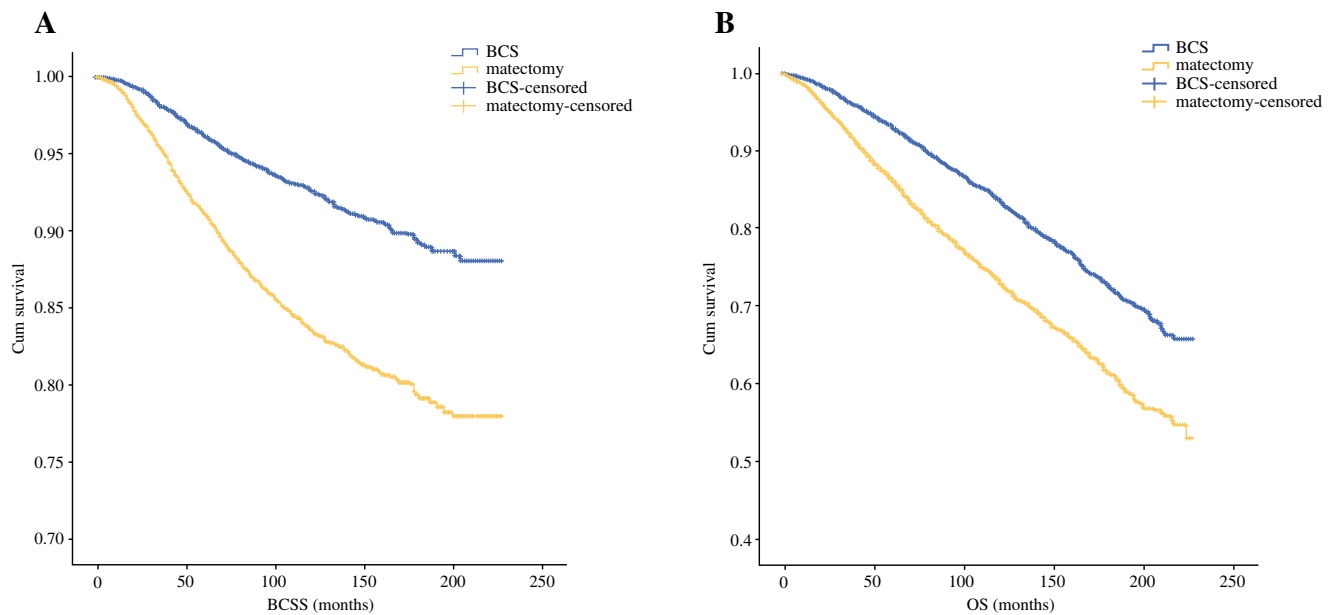 A
BCS
matectomy
BCS-censored
matectomy-censored
1.00
0.95
0.90
0.85
0.80
0.75
0.70
Cum survival
0 50 100 150 200 250
BCSS (months)
B
BCS
matectomy
BCS-censored
matectomy-censored
1.0
0.9
0.8
0.7
0.6
0.5
0.4
Cum survival
0 50 100 150 200 250
OS (months)